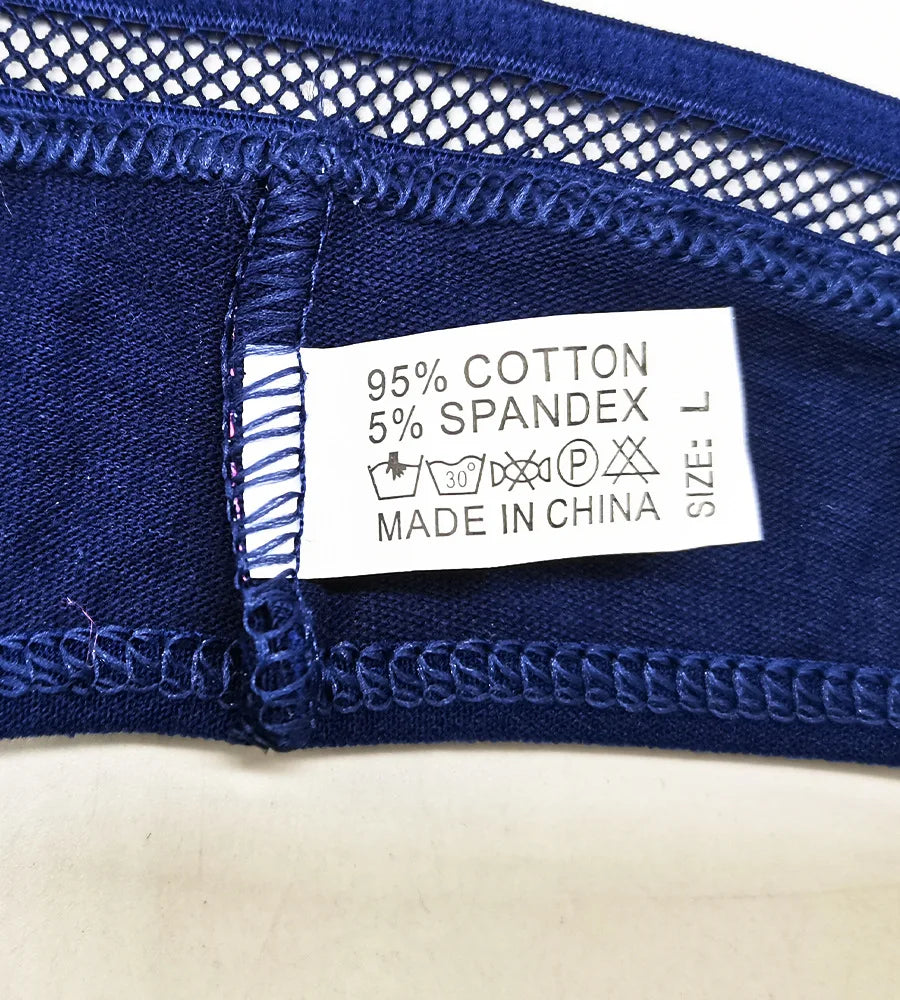 95% COTTON
5% SPANDEX
30°
P
MADE IN CHINA
SIZE: L